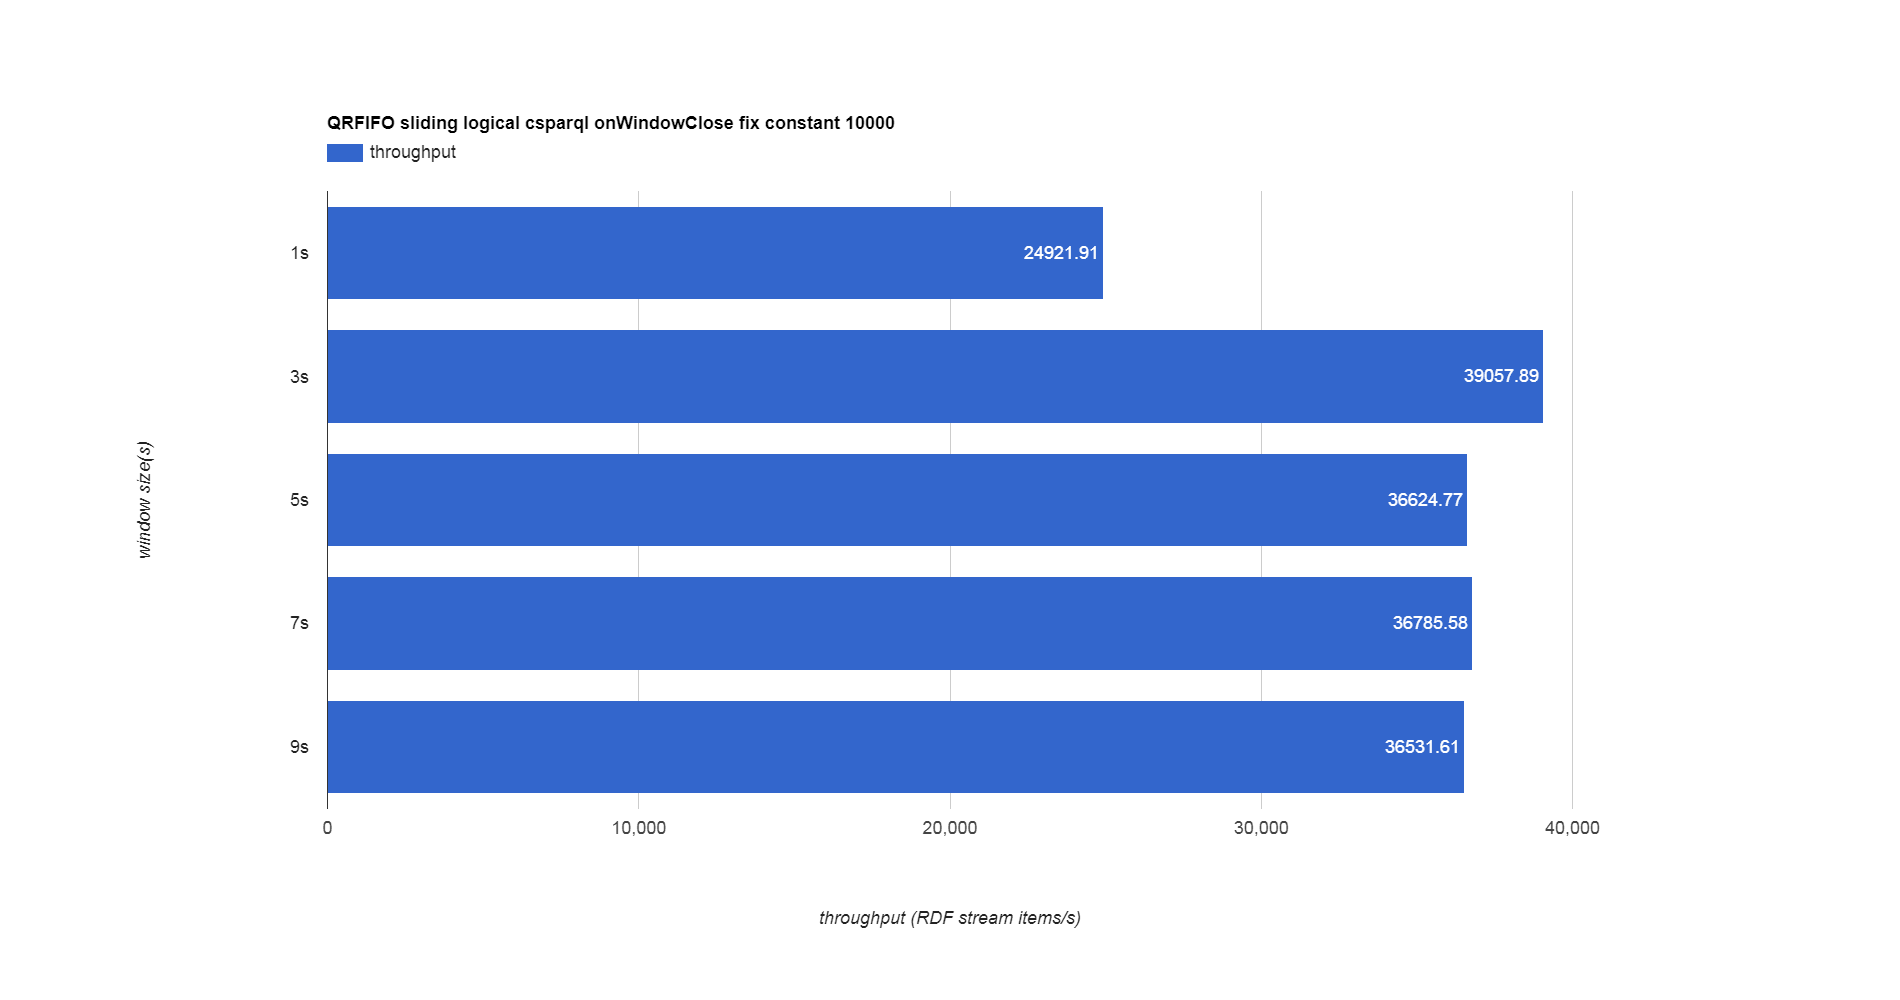 QRFIFO sliding logical csparql onWindowClose fix constant 10000
throughput
1s
24921.91
3s
39057.89
5s
36624.77
7s
36785.58
9s
36531.61
window size(s)
0
10,000
20,000
30,000
40,000
throughput (RDF stream items/s)